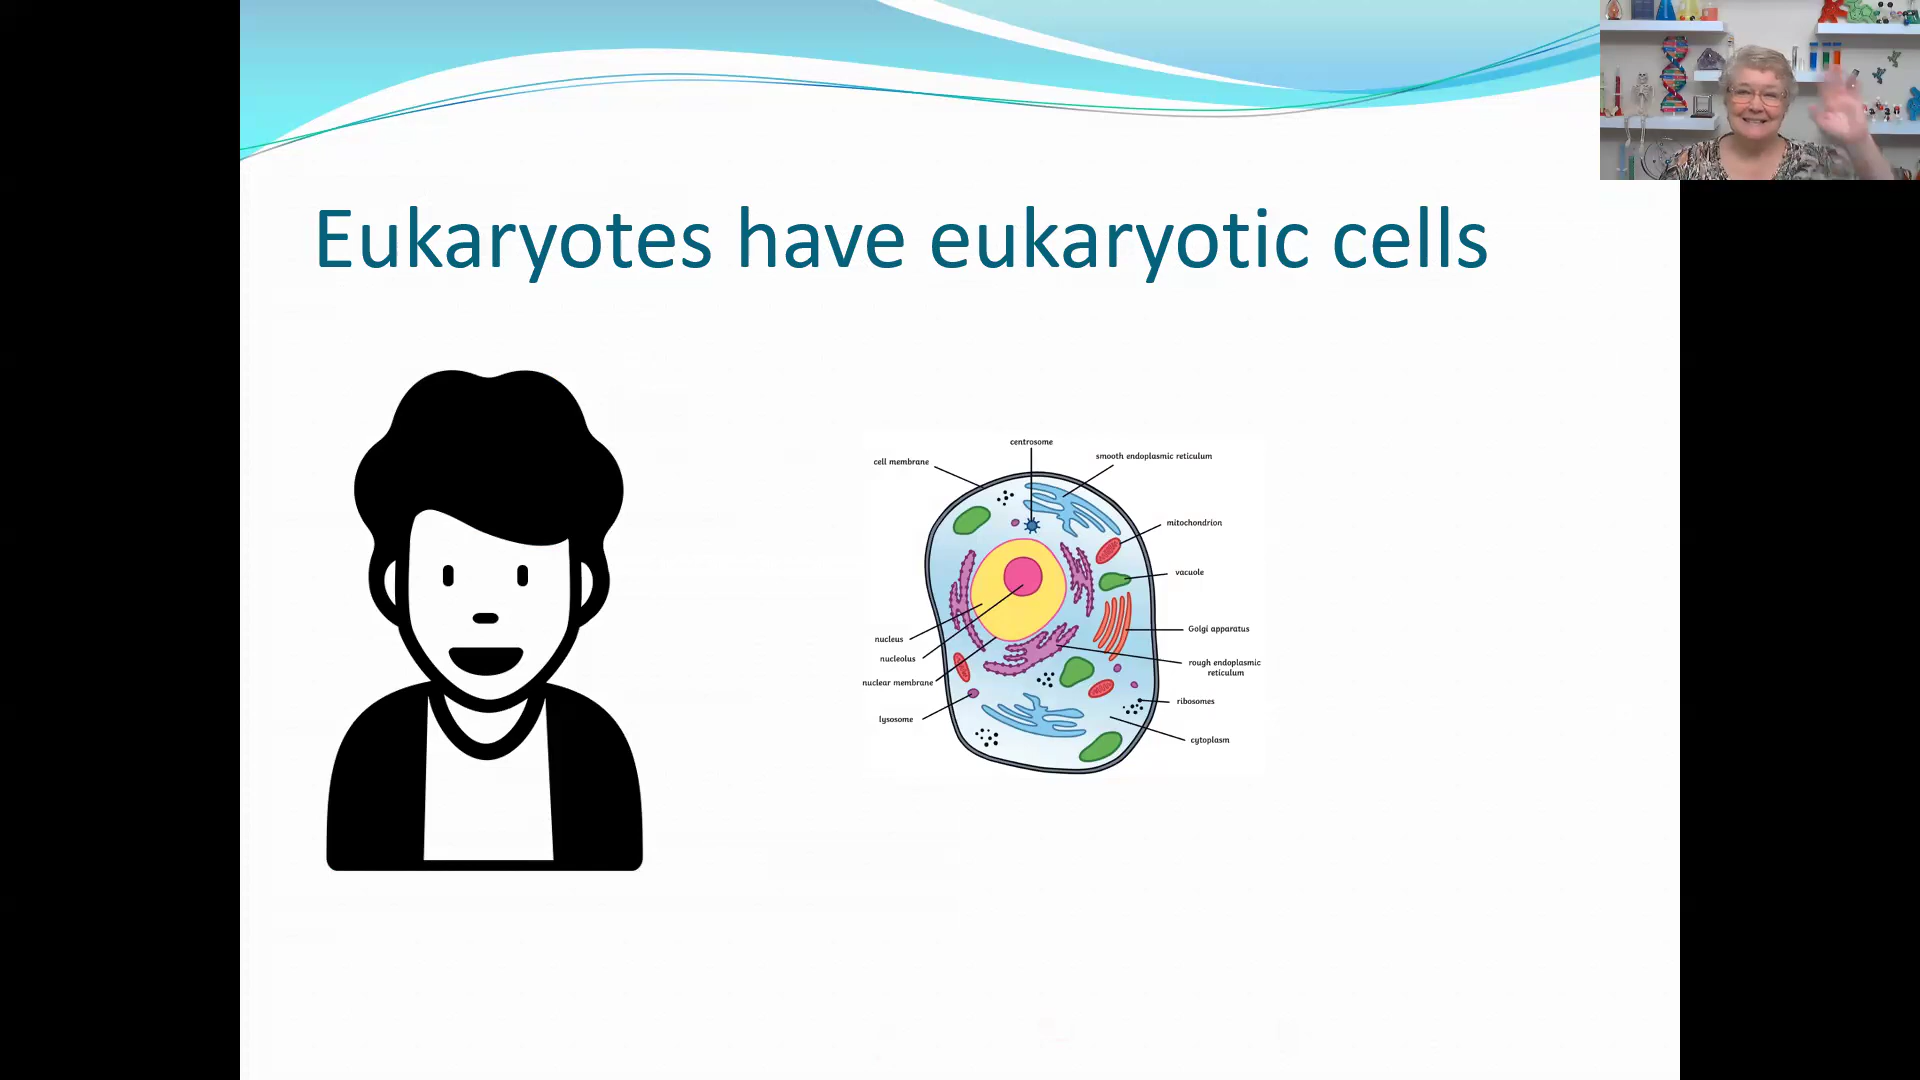 Eukaryotes have eukaryotic cells
centrosome
cell membrane
smooth endoplasmic reticulum
mitochondrion
vacuole
Golgi apparatus
nucleus
nucleolus
rough endoplasmic
reticulum
nuclear membrane
ribosomes
lysosome
cytoplasm